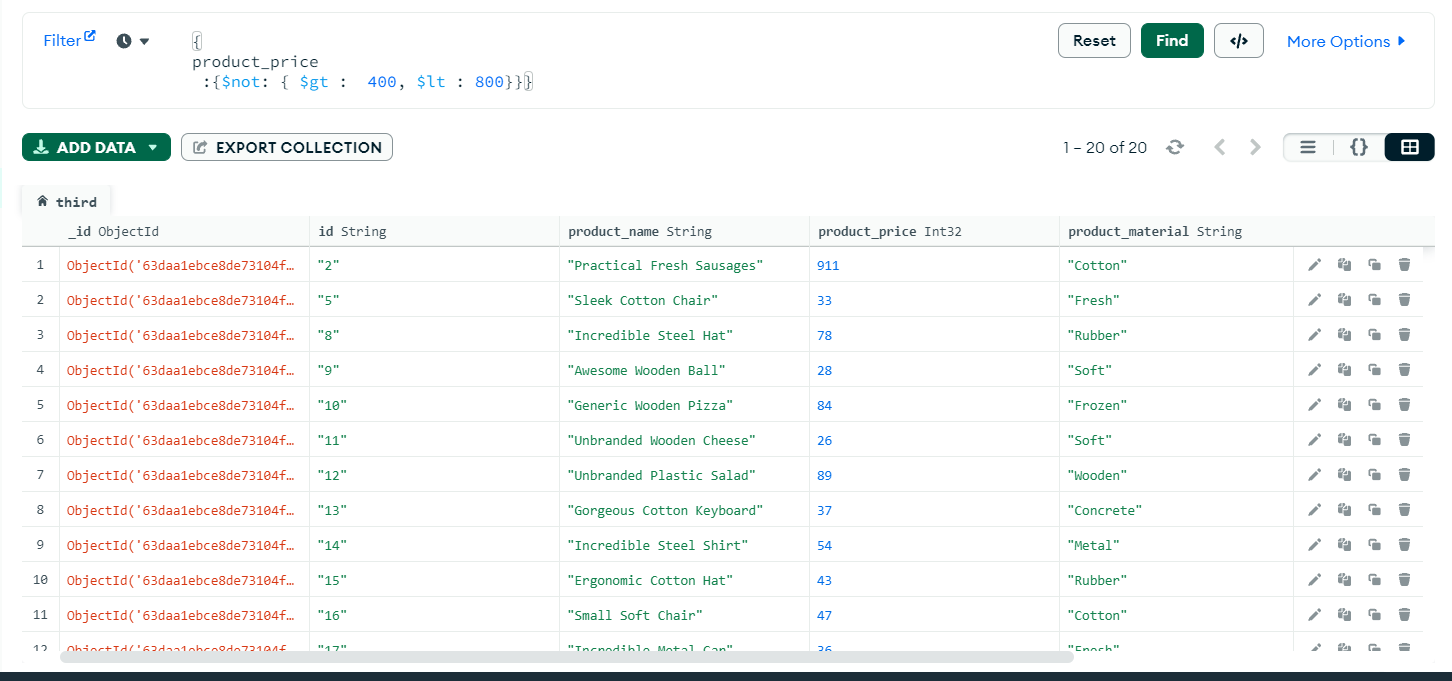 Filter
{
product_price
:{$not: { $gt :  400, $lt : 800}}}
Reset
Find
</>
More Options
ADD DATA
EXPORT COLLECTION
1 – 20 of 20
{}
third
_id ObjectId
id String
product_name String
product_price Int32
product_material String
1 ObjectId('63daa1ebce8de73104f… "2" "Practical Fresh Sausages" 911 "Cotton"
2 ObjectId('63daa1ebce8de73104f… "5" "Sleek Cotton Chair" 33 "Fresh"
3 ObjectId('63daa1ebce8de73104f… "8" "Incredible Steel Hat" 78 "Rubber"
4 ObjectId('63daa1ebce8de73104f… "9" "Awesome Wooden Ball" 28 "Soft"
5 ObjectId('63daa1ebce8de73104f… "10" "Generic Wooden Pizza" 84 "Frozen"
6 ObjectId('63daa1ebce8de73104f… "11" "Unbranded Wooden Cheese" 26 "Soft"
7 ObjectId('63daa1ebce8de73104f… "12" "Unbranded Plastic Salad" 89 "Wooden"
8 ObjectId('63daa1ebce8de73104f… "13" "Gorgeous Cotton Keyboard" 37 "Concrete"
9 ObjectId('63daa1ebce8de73104f… "14" "Incredible Steel Shirt" 54 "Metal"
10 ObjectId('63daa1ebce8de73104f… "15" "Ergonomic Cotton Hat" 43 "Rubber"
11 ObjectId('63daa1ebce8de73104f… "16" "Small Soft Chair" 47 "Cotton"
12 ObjectId('63daa1ebce8de73104f… "17" "Incredible Metal Car" 36 "Fresh"